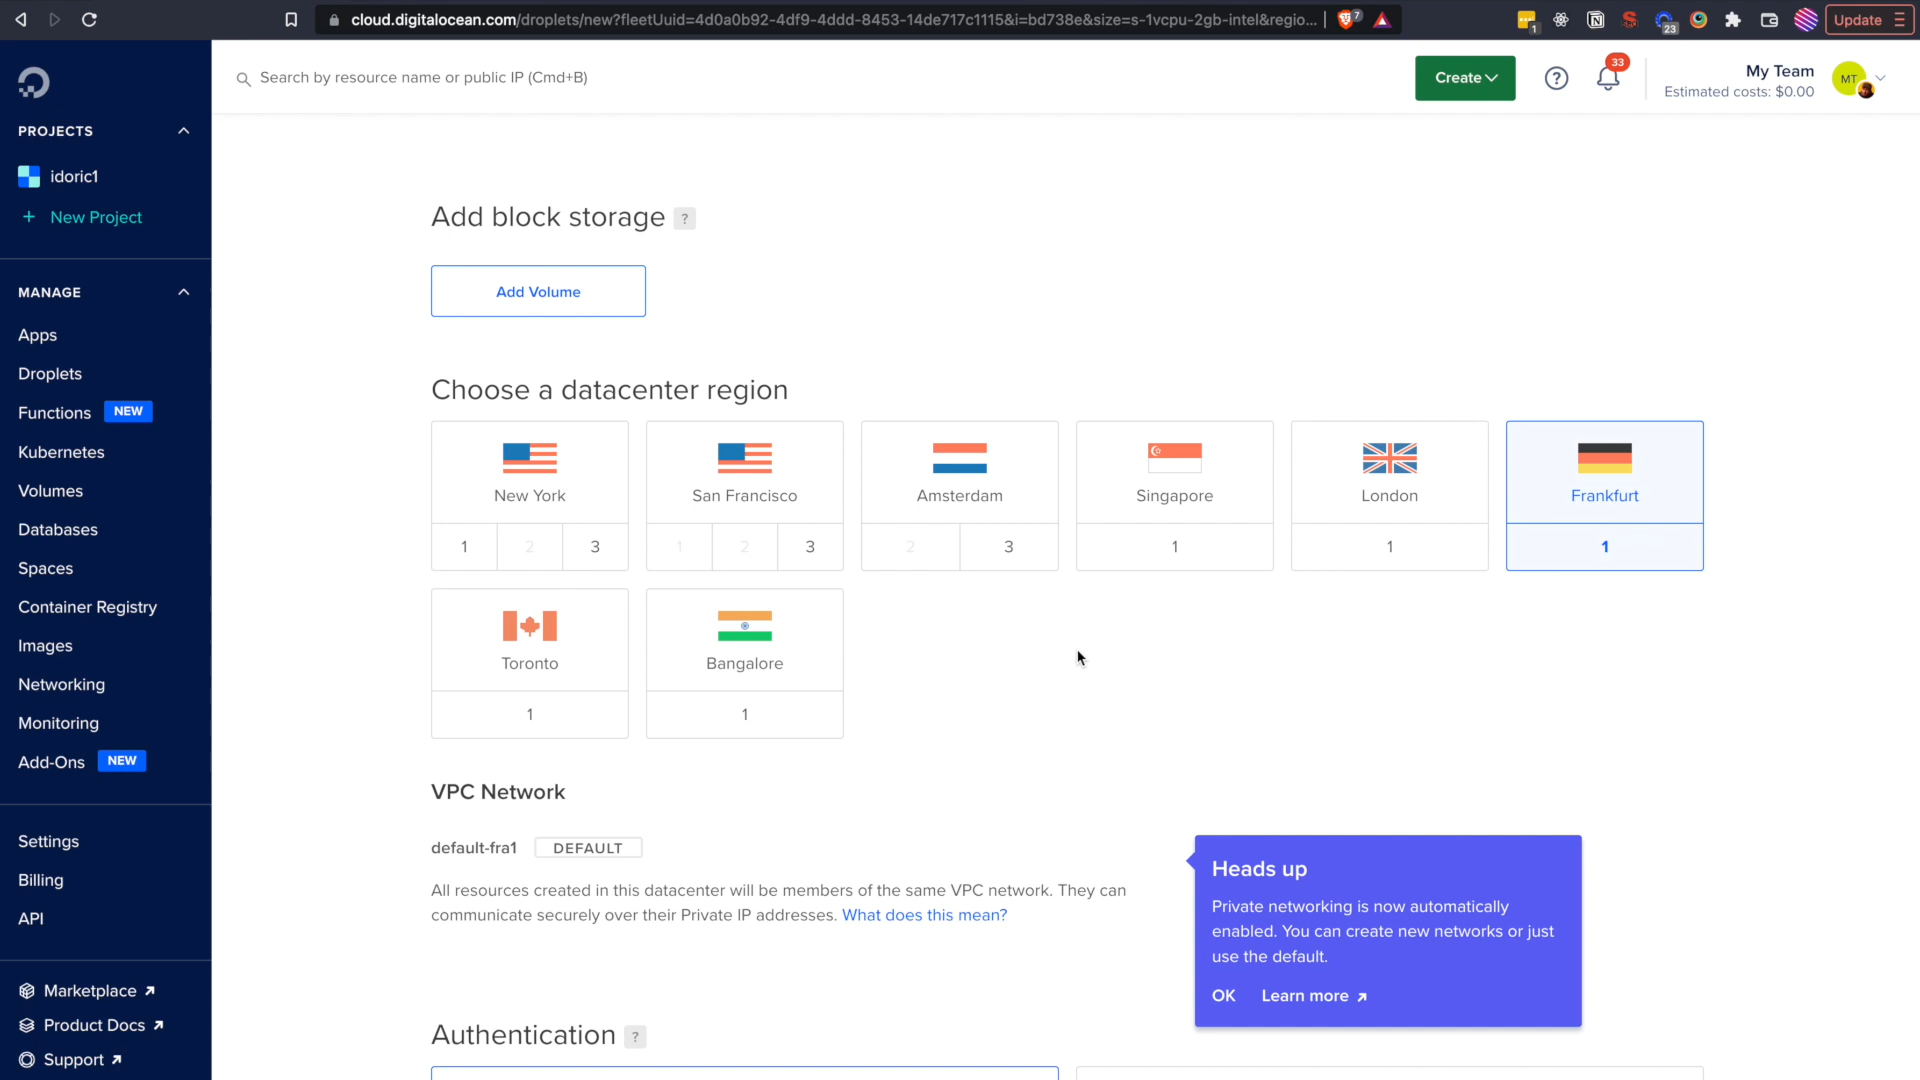 cloud.digitalocean.com/droplets/new?fleetUuid=4d0a0b92-4df9-4ddd-8453-14de717c1115&i=bd738e&size=s-1vcpu-2gb-intel&regio...
7
1
23
Update
Search by resource name or public IP (Cmd+B)
Create
?
33
My Team
Estimated costs: $0.00
MT
PROJECTS
idoric1
+ New Project
MANAGE
Apps
Droplets
Functions NEW
Kubernetes
Volumes
Databases
Spaces
Container Registry
Images
Networking
Monitoring
Add-Ons NEW
Settings
Billing
API
Marketplace
Product Docs
Support
Add block storage ?
Add Volume
Choose a datacenter region
New York
San Francisco
Amsterdam
Singapore
London
Frankfurt
1 2 3
1 2 3
2 3
1
1
1
Toronto
Bangalore
1
1
VPC Network
default-fra1 DEFAULT
All resources created in this datacenter will be members of the same VPC network. They can
communicate securely over their Private IP addresses. What does this mean?
Heads up
Private networking is now automatically
enabled. You can create new networks or just
use the default.
OK Learn more
Authentication ?